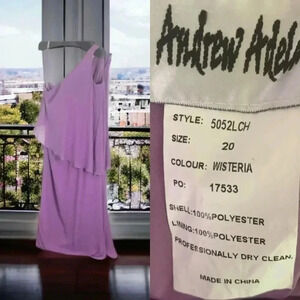 Andrew Adela
STYLE: 5052LCH
SIZE: 20
COLOUR: WISTERIA
PO: 17533
SHELL:100%POLYESTER
LINING:100%POLYESTER
PROFESSIONALLY DRY CLEAN.
MADE IN CHINA